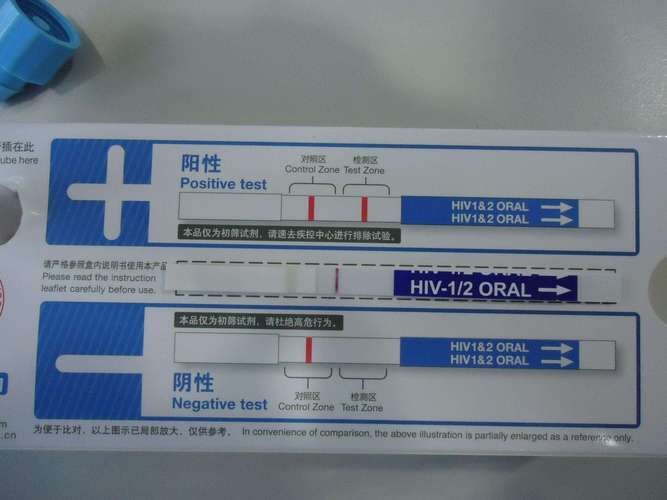 插在此
ube here
阳性
Positive test
对照区
Control Zone
检测区
Test Zone
HIV1&2 ORAL
HIV1&2 ORAL
本品仅为初筛试剂，请速去疾控中心进行排除试验。
请严格参照盒内说明书使用本产品
Please read the instruction
leaflet carefully before use.
HIV-1/2 ORAL
HIV-1/2 ORAL
本品仅为初筛试剂，请杜绝高危行为。
HIV1&2 ORAL
HIV1&2 ORAL
阴性
Negative test
对照区
Control Zone
检测区
Test Zone
为便于比对，以上图示已局部放大，仅供参考。 In convenience of comparison, the above illustration is partially enlarged as a reference only.
司
m
.cn